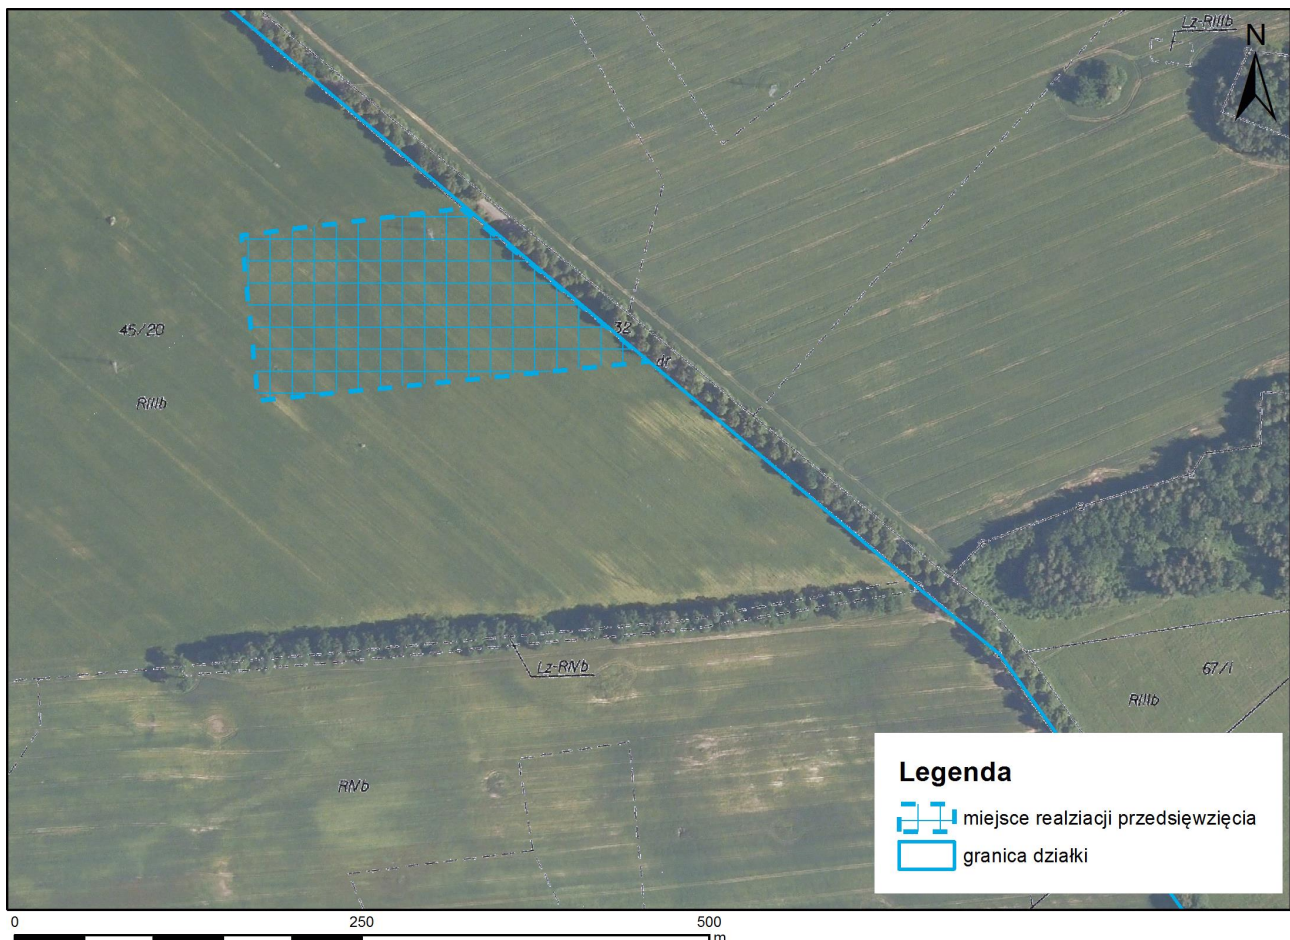 Lz-RIIIb
N
32
45/20
dr
RIIIb
Lz-RIVb
67/1
RIIIb
RIVb
Legenda
miejsce realziacji przedsięwzięcia
granica działki
0 250 500
m